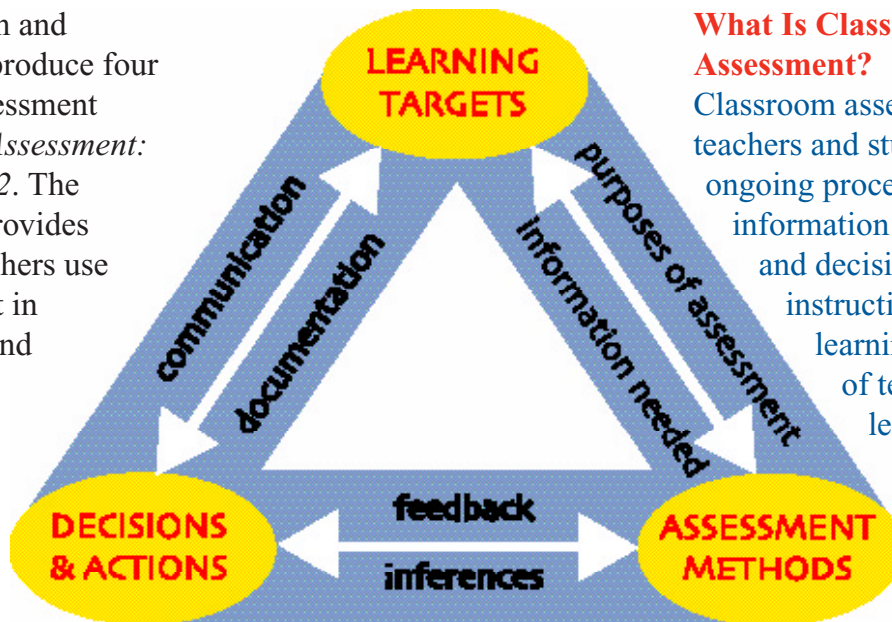 n and
produce four
essment
Assessment:
2. The
rovides
hers use
t in
nd
LEARNING
TARGETS
communication
documentation
purposes of assessment
information needed
DECISIONS
& ACTIONS
feedback
inferences
ASSESSMENT
METHODS
What Is Class
Assessment?
Classroom asse
teachers and stu
ongoing proce
information
and decisi
instructi
learnin
of te
le